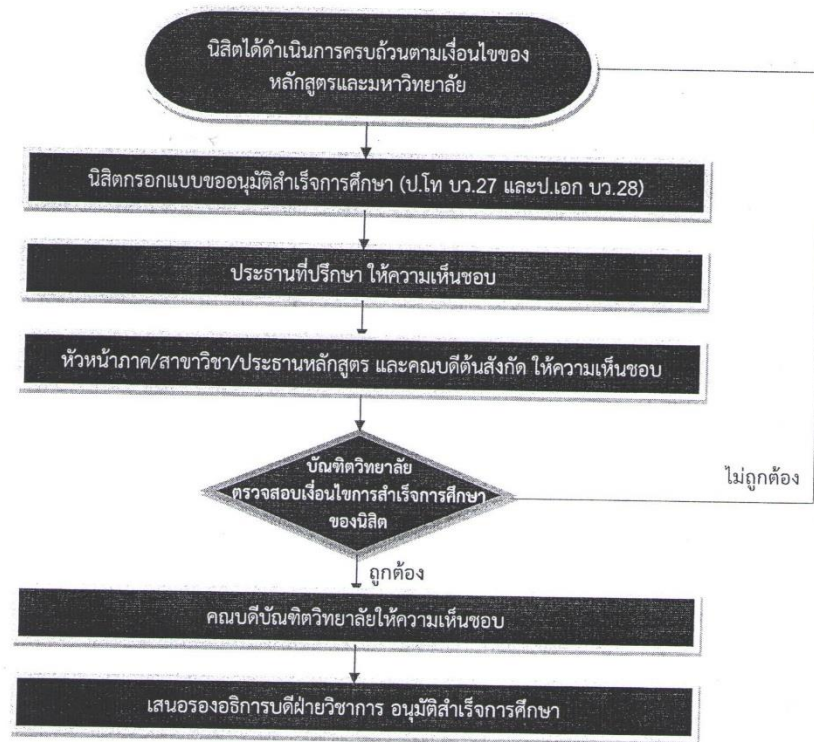 นิสิตได้ดำเนินการครบถ้วนตามเงื่อนไขของ
หลักสูตรและมหาวิทยาลัย
นิสิตกรอกแบบขออนุมัติสำเร็จการศึกษา (ป.โท บว.27 และป.เอก บว.28)
ประธานที่ปรึกษา ให้ความเห็นชอบ
หัวหน้าภาค/สาขาวิชา/ประธานหลักสูตร และคณบดีต้นสังกัด ให้ความเห็นชอบ
บัณฑิตวิทยาลัย
ตรวจสอบเงื่อนไขการสำเร็จการศึกษา
ของนิสิต
ไม่ถูกต้อง
ถูกต้อง
คณบดีบัณฑิตวิทยาลัยให้ความเห็นชอบ
เสนอรองอธิการบดีฝ่ายวิชาการ อนุมัติสำเร็จการศึกษา